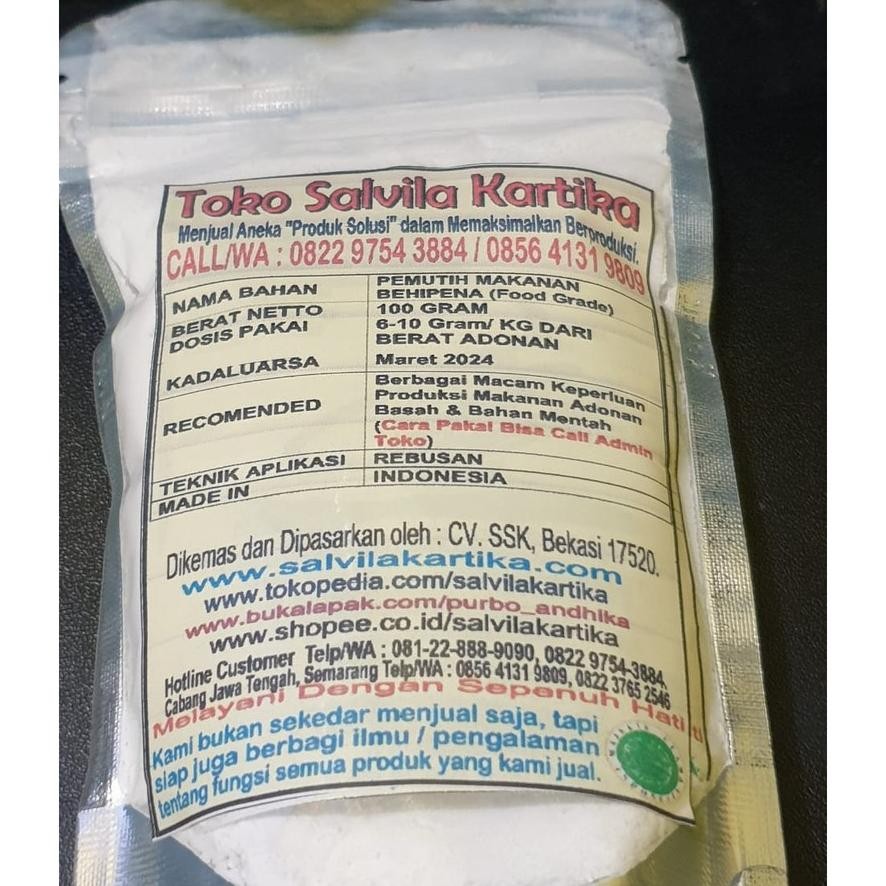 Toko Salvila Kartika
Menjual Aneka "Produk Solusi" dalam Memaksimalkan Berproduksi.
CALL/WA : 0822 9754 3884 / 0856 4131 9809
NAMA BAHAN PEMUTIH MAKANAN
BEHIPENA (Food Grade)
BERAT NETTO 100 GRAM
DOSIS PAKAI 6-10 Gram/ KG DARI
BERAT ADONAN
KADALUARSA Maret 2024
RECOMENDED Berbagai Macam Keperluan
Produksi Makanan Adonan
Basah & Bahan Mentah
(Cara Pakai Bisa Call Admin
Toko)
TEKNIK APLIKASI REBUSAN
MADE IN INDONESIA
Dikemas dan Dipasarkan oleh : CV. SSK, Bekasi 17520.
www.salvilakartika.com
www.tokopedia.com/salvilakartika
www.bukalapak.com/purbo_andhika
www.shopee.co.id/salvilakartika
Hotline Customer Telp/WA : 081-22-888-9090, 0822 9754-3884,
Cabang Jawa Tengah, Semarang Telp/WA : 0856 4131 9809, 0822 3765 2546
Melayani Dengan Sepenuh Hati
Kami bukan sekedar menjual saja, tapi
siap juga berbagi ilmu / pengalaman
tentang fungsi semua produk yang kami jual.